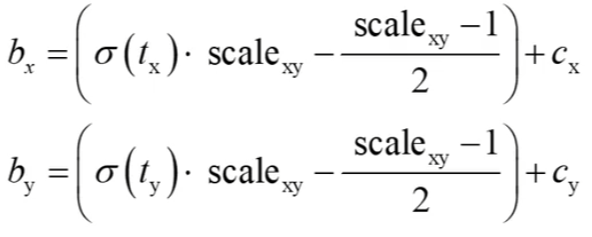 b_x = ( σ(t_x) · scale_xy − (scale_xy − 1) / 2 ) + c_x
b_y = ( σ(t_y) · scale_xy − (scale_xy − 1) / 2 ) + c_y